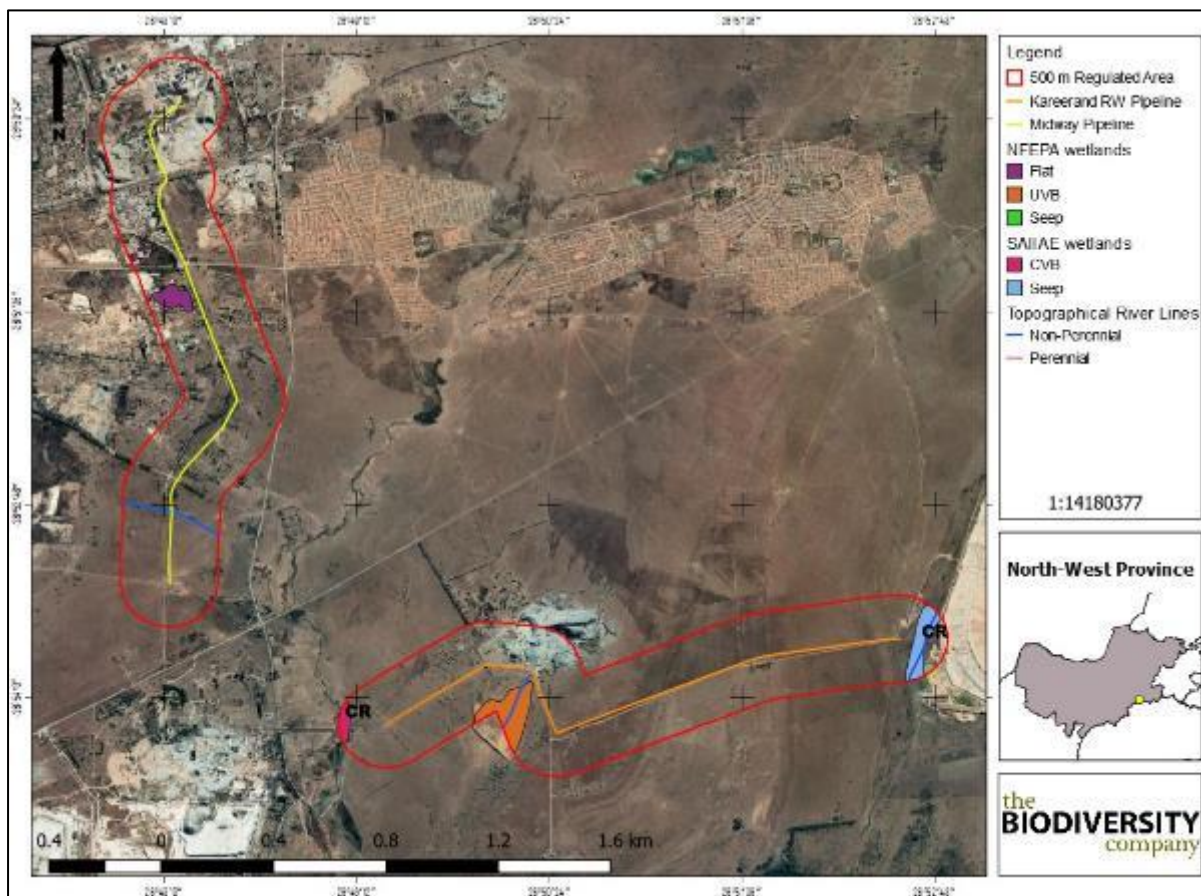 N
Legend
500 m Regulated Area
Kareerand RW Pipeline
Midway Pipeline
NFEPA wetlands
Flat
UVB
Seep
SAIIAE wetlands
CVB
Seep
Topographical River Lines
Non-Perennial
Perennial
1:14180377
CR
CR
0.4 0 0.4 0.8 1.2 1.6 km
North-West Province
the
BIODIVERSITY
company